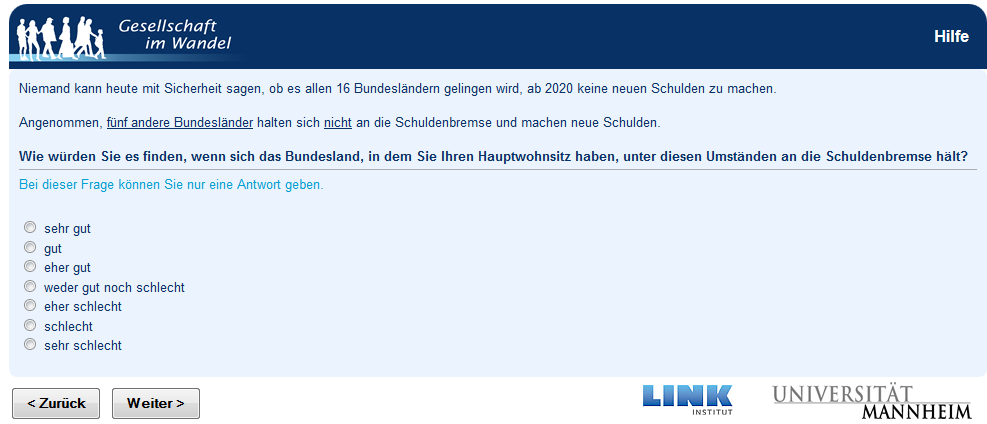 Gesellschaft
im Wandel
Hilfe
Niemand kann heute mit Sicherheit sagen, ob es allen 16 Bundesländern gelingen wird, ab 2020 keine neuen Schulden zu machen.
Angenommen, fünf andere Bundesländer halten sich nicht an die Schuldenbremse und machen neue Schulden.
Wie würden Sie es finden, wenn sich das Bundesland, in dem Sie Ihren Hauptwohnsitz haben, unter diesen Umständen an die Schuldenbremse hält?
Bei dieser Frage können Sie nur eine Antwort geben.
sehr gut
gut
eher gut
weder gut noch schlecht
eher schlecht
schlecht
sehr schlecht
< Zurück
Weiter >
LINK
INSTITUT
UNIVERSITÄT
MANNHEIM